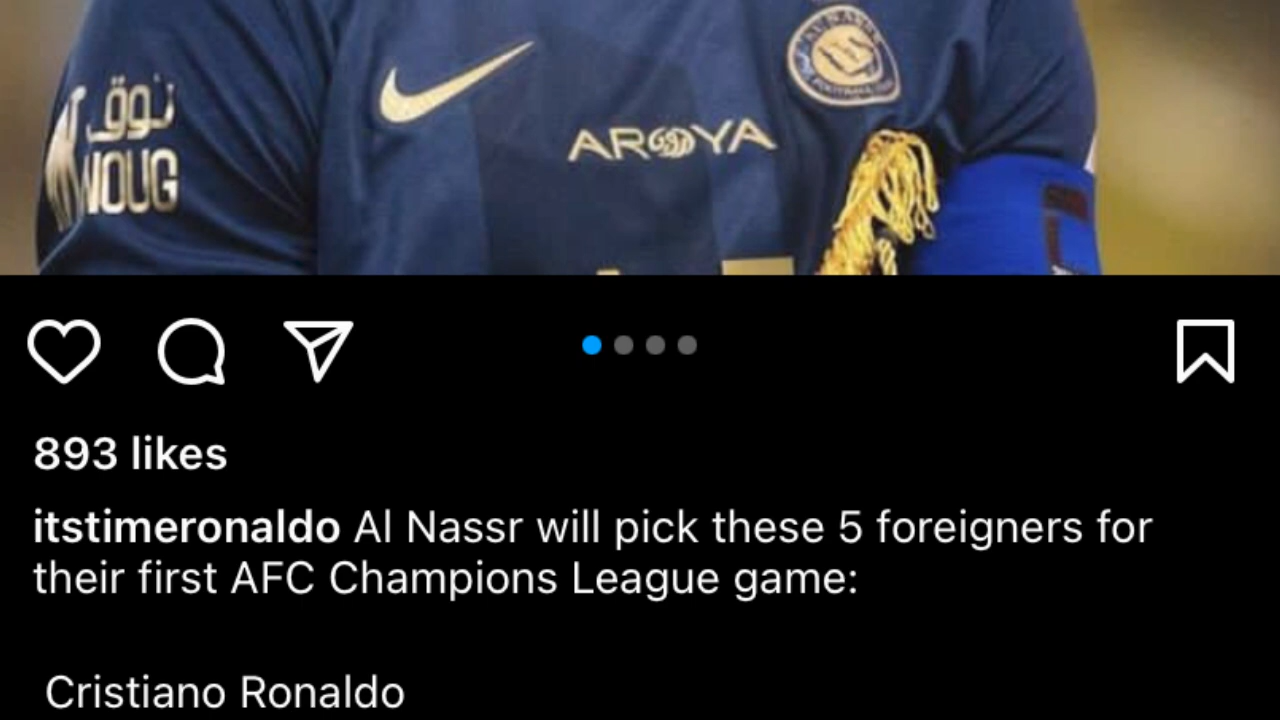 نوق
NOUG
AROYA
893 likes
itstimeronaldo Al Nassr will pick these 5 foreigners for
their first AFC Champions League game:
Cristiano Ronaldo